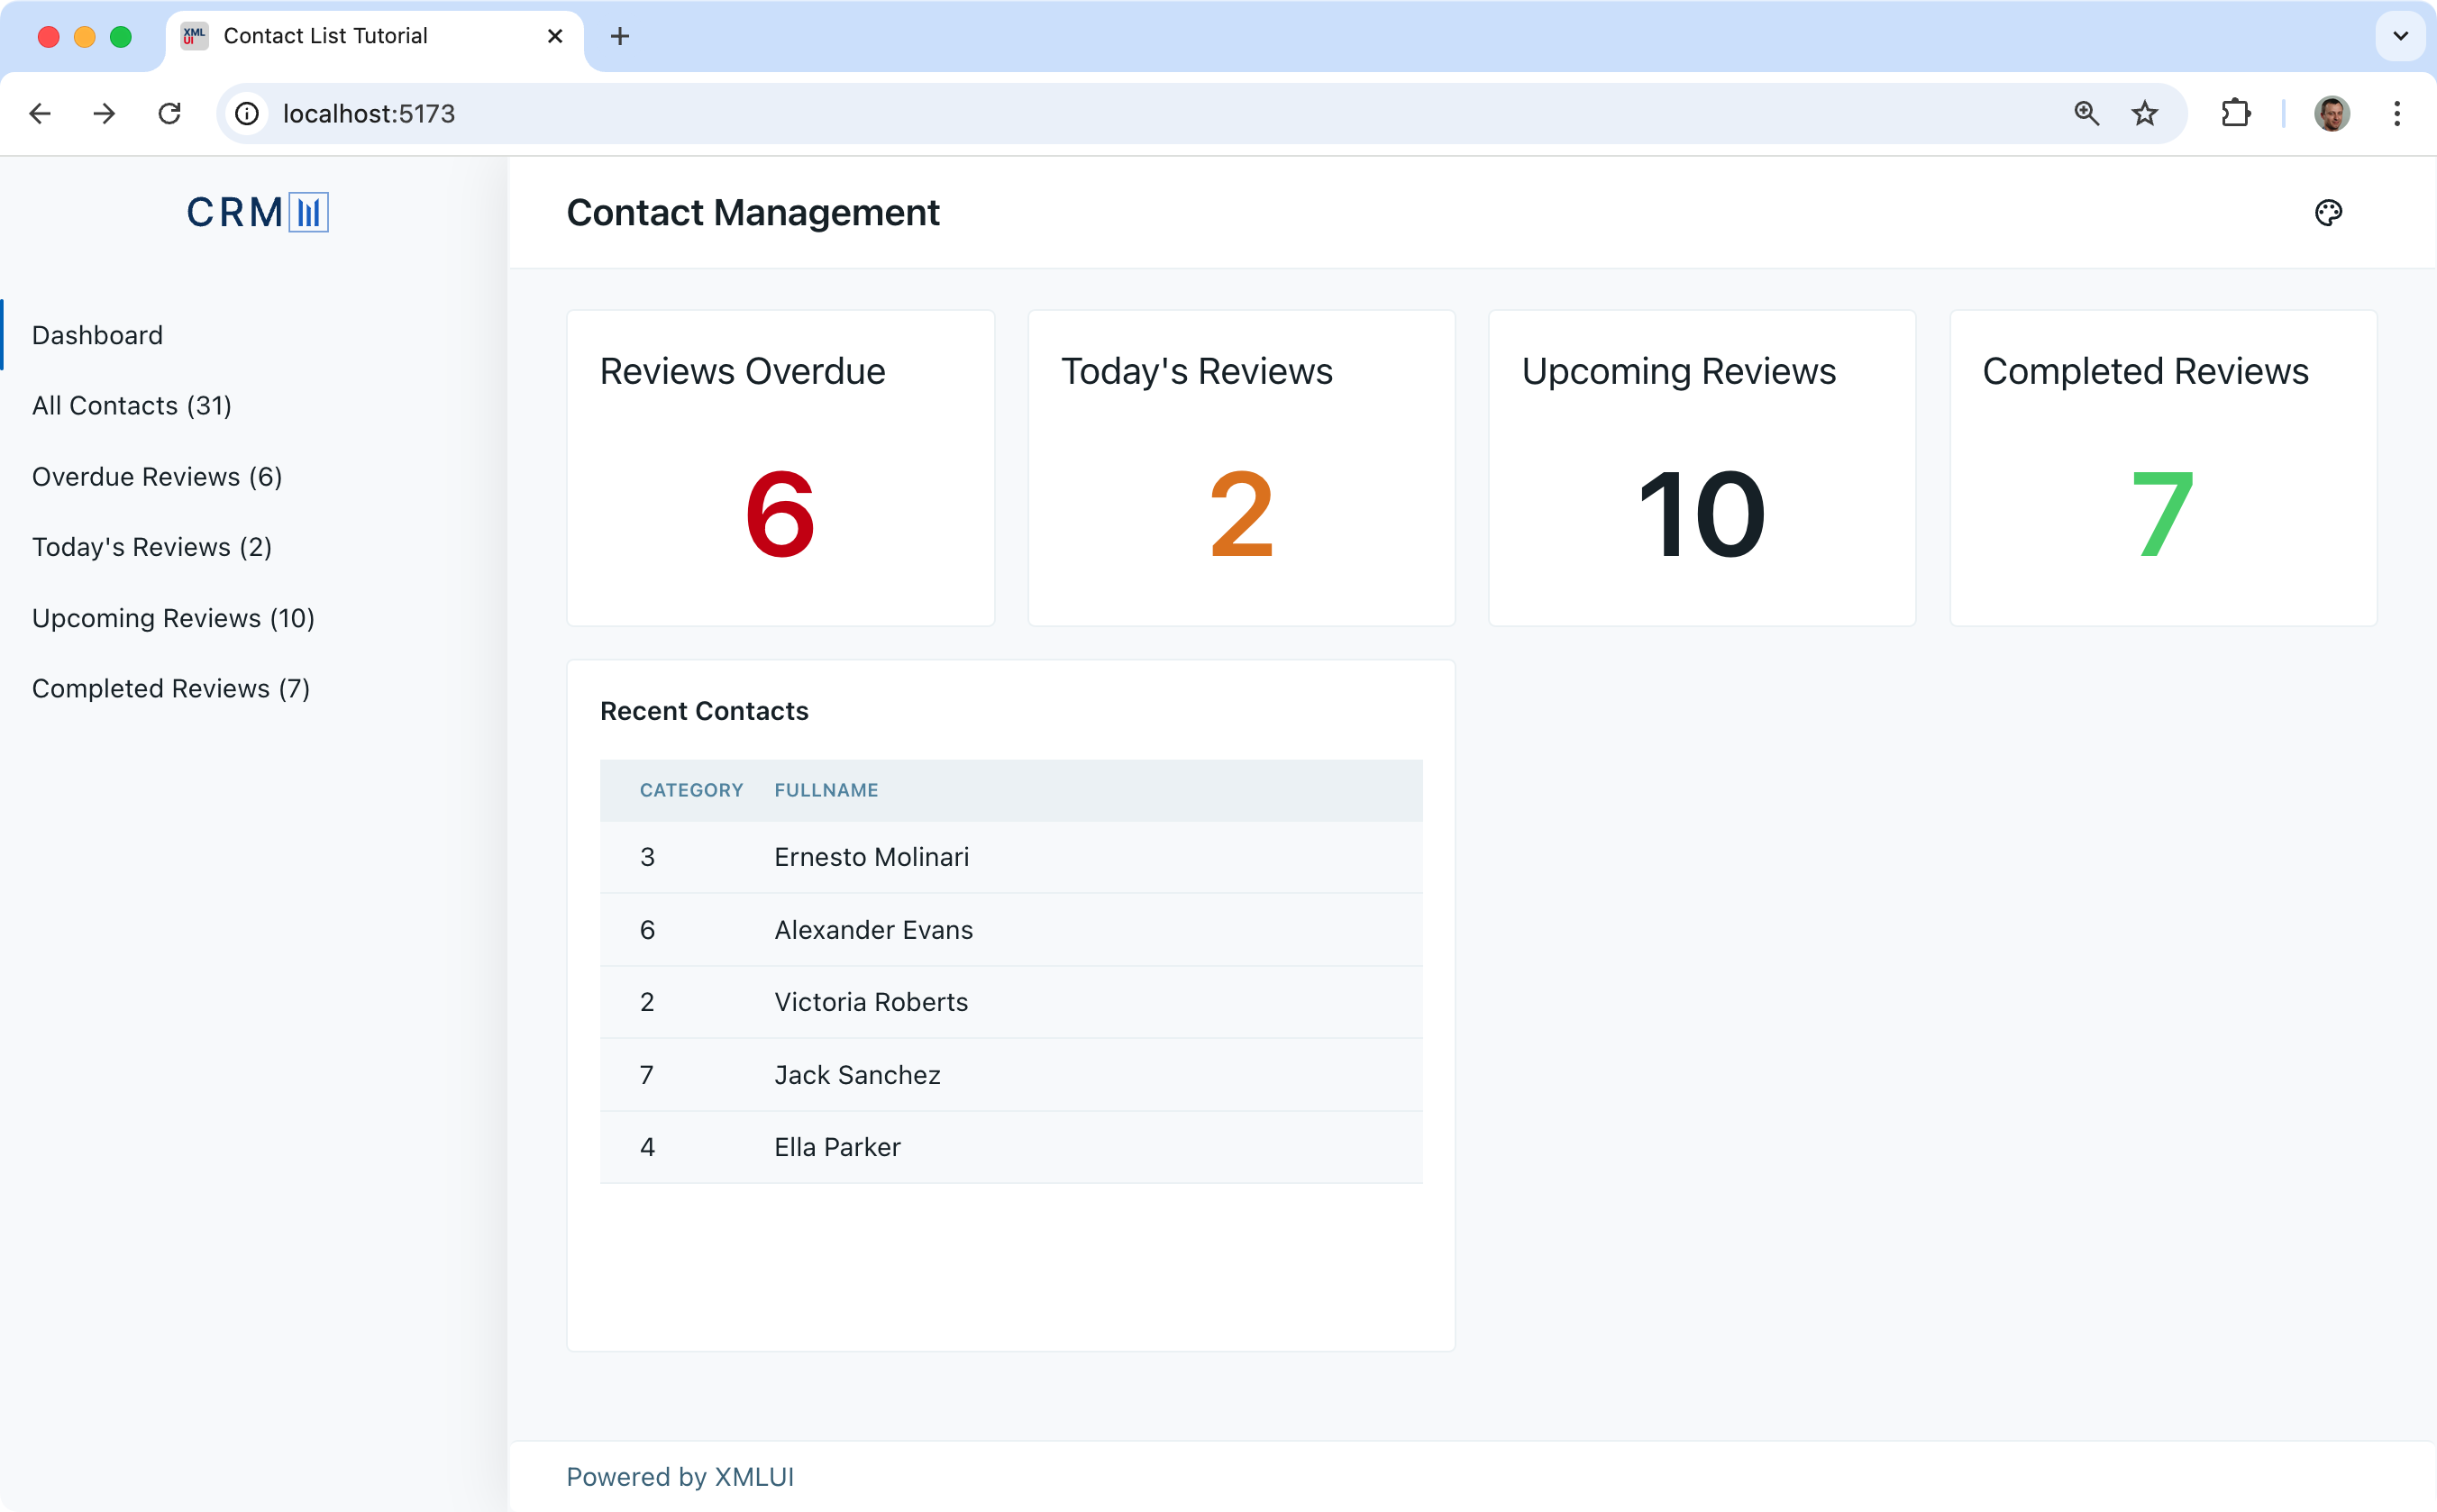 XML
UI
Contact List Tutorial
localhost:5173
CRM
Contact Management
Dashboard
All Contacts (31)
Overdue Reviews (6)
Today's Reviews (2)
Upcoming Reviews (10)
Completed Reviews (7)
Reviews Overdue
6
Today's Reviews
2
Upcoming Reviews
10
Completed Reviews
7
Recent Contacts
CATEGORY FULLNAME
3 Ernesto Molinari
6 Alexander Evans
2 Victoria Roberts
7 Jack Sanchez
4 Ella Parker
Powered by XMLUI